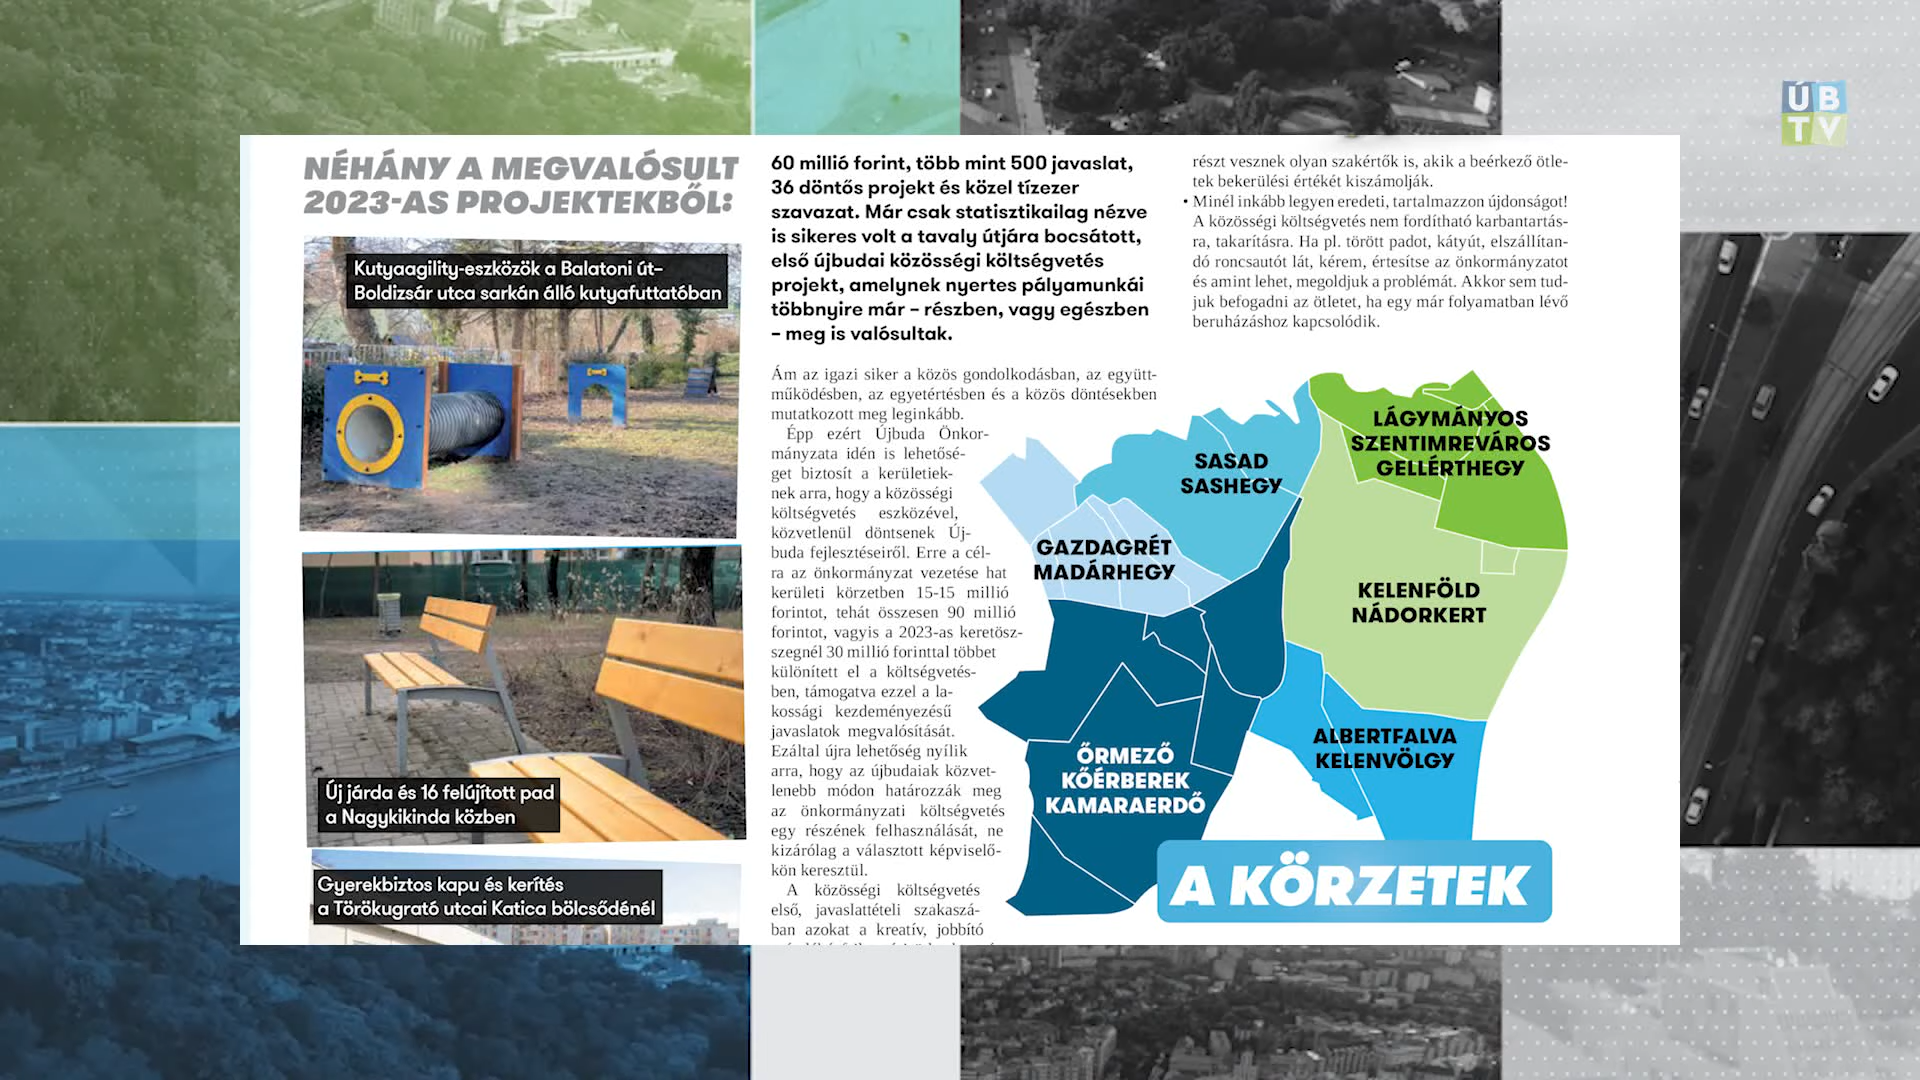 ÚB
TV
NÉHÁNY A MEGVALÓSULT
2023-AS PROJEKTEKBŐL:
Kutyaagility-eszközök a Balatoni út–
Boldizsár utca sarkán álló kutyafuttatóban
Új járda és 16 felújított pad
a Nagykikinda közben
Gyerekbiztos kapu és kerítés
a Törökugrató utcai Katica bölcsődénél
60 millió forint, több mint 500 javaslat,
36 döntős projekt és közel tízezer
szavazat. Már csak statisztikailag nézve
is sikeres volt a tavaly útjára bocsátott,
első újbudai közösségi költségvetés
projekt, amelynek nyertes pályamunkái
többnyire már – részben, vagy egészben
– meg is valósultak.
Ám az igazi siker a közös gondolkodásban, az együtt-
működésben, az egyetértésben és a közös döntésekben
mutatkozott meg leginkább.
Épp ezért Újbuda Önkor-
mányzata idén is lehetősé-
get biztosít a kerületiek-
nek arra, hogy a közösségi
költségvetés eszközével,
közvetlenül döntsenek Új-
buda fejlesztéseiről. Erre a cél-
ra az önkormányzat vezetése hat
kerületi körzetben 15-15 millió
forintot, tehát összesen 90 millió
forintot, vagyis a 2023-as keretösz-
szegnél 30 millió forinttal többet
különített el a költségvetés-
ben, támogatva ezzel a la-
kossági kezdeményezésű
javaslatok megvalósítását.
Ezáltal újra lehetőség nyílik
arra, hogy az újbudaiak közvet-
lenebb módon határozzák meg
az önkormányzati költségvetés
egy részének felhasználását, ne
kizárólag a választott képviselő-
kön keresztül.
A közösségi költségvetés
első, javaslattételi szakaszá-
ban azokat a kreatív, jobbító
részt vesznek olyan szakértők is, akik a beérkező ötle-
tek bekerülési értékét kiszámolják.
• Minél inkább legyen eredeti, tartalmazzon újdonságot!
A közösségi költségvetés nem fordítható karbantartás-
ra, takarításra. Ha pl. törött padot, kátyút, elszállítan-
dó roncsautót lát, kérem, értesítse az önkormányzatot
és amint lehet, megoldjuk a problémát. Akkor sem tud-
juk befogadni az ötletet, ha egy már folyamatban lévő
beruházáshoz kapcsolódik.
LÁGYMÁNYOS
SZENTIMREVÁROS
GELLÉRTHEGY
SASAD
SASHEGY
GAZDAGRÉT
MADÁRHEGY
KELENFÖLD
NÁDORKERT
ALBERTFALVA
KELENVÖLGY
ŐRMEZŐ
KŐÉRBEREK
KAMARAERDŐ
A KÖRZETEK